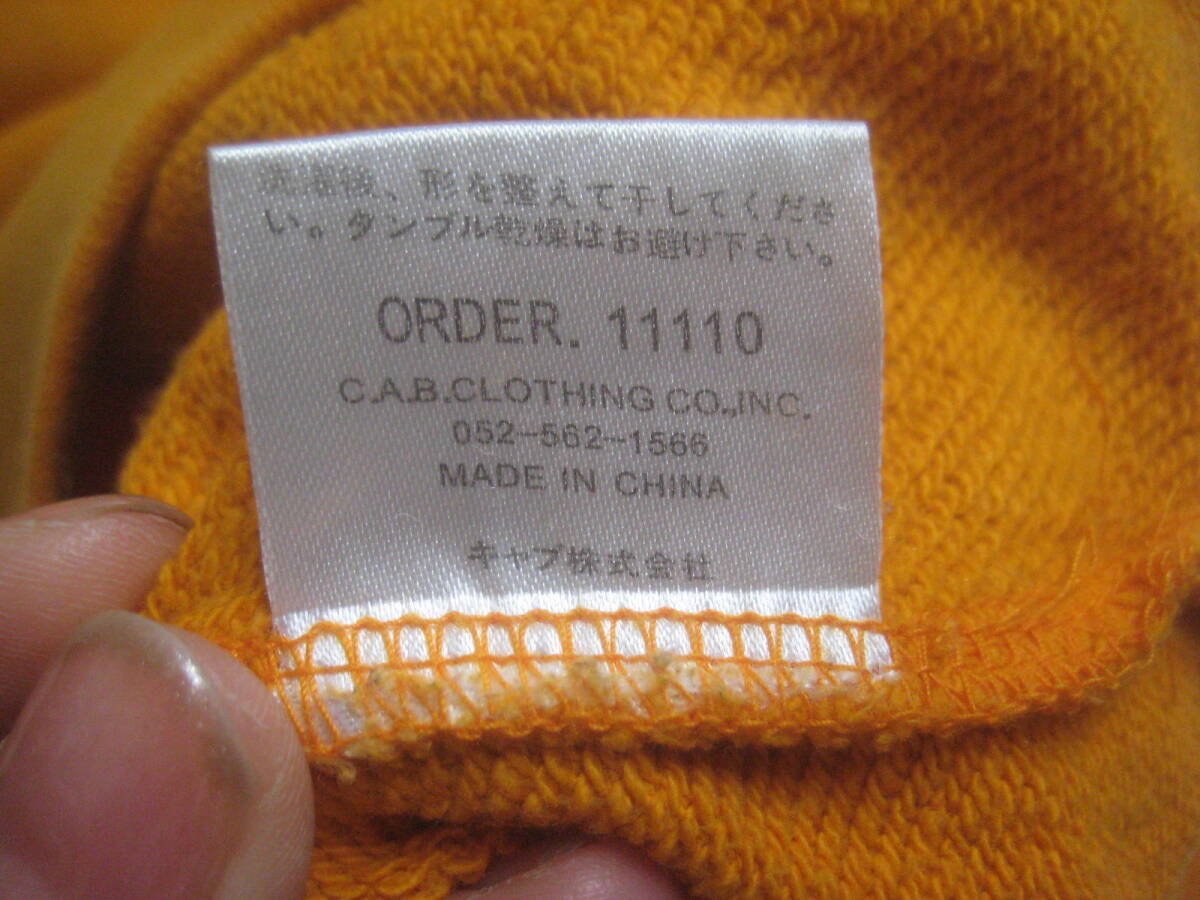 洗濯後、形を整えて干してくださ
い。タンブル乾燥はお避け下さい。
ORDER. 11110
C.A.B.CLOTHING CO.,INC.
052-562-1566
MADE IN CHINA
キャブ株式会社